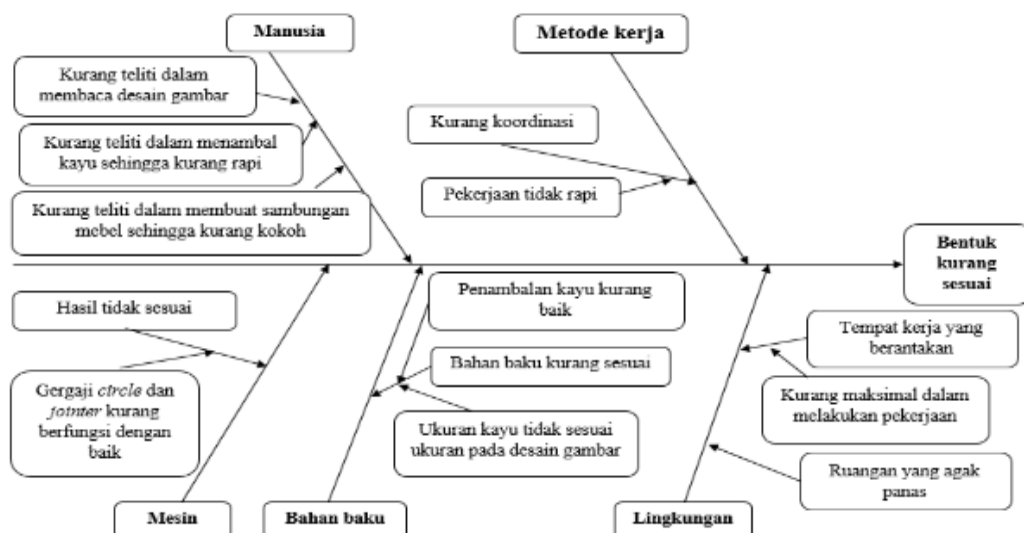 Manusia
Metode kerja
Kurang teliti dalam
membaca desain gambar
Kurang teliti dalam menambal
kayu sehingga kurang rapi
Kurang teliti dalam membuat sambungan
mebel sehingga kurang kokoh
Kurang koordinasi
Pekerjaan tidak rapi
Bentuk
kurang
sesuai
Hasil tidak sesuai
Gergaji circle dan
jointer kurang
berfungsi dengan
baik
Penambalan kayu kurang
baik
Bahan baku kurang sesuai
Ukuran kayu tidak sesuai
ukuran pada desain gambar
Tempat kerja yang
berantakan
Kurang maksimal dalam
melakukan pekerjaan
Ruangan yang agak
panas
Mesin
Bahan baku
Lingkungan